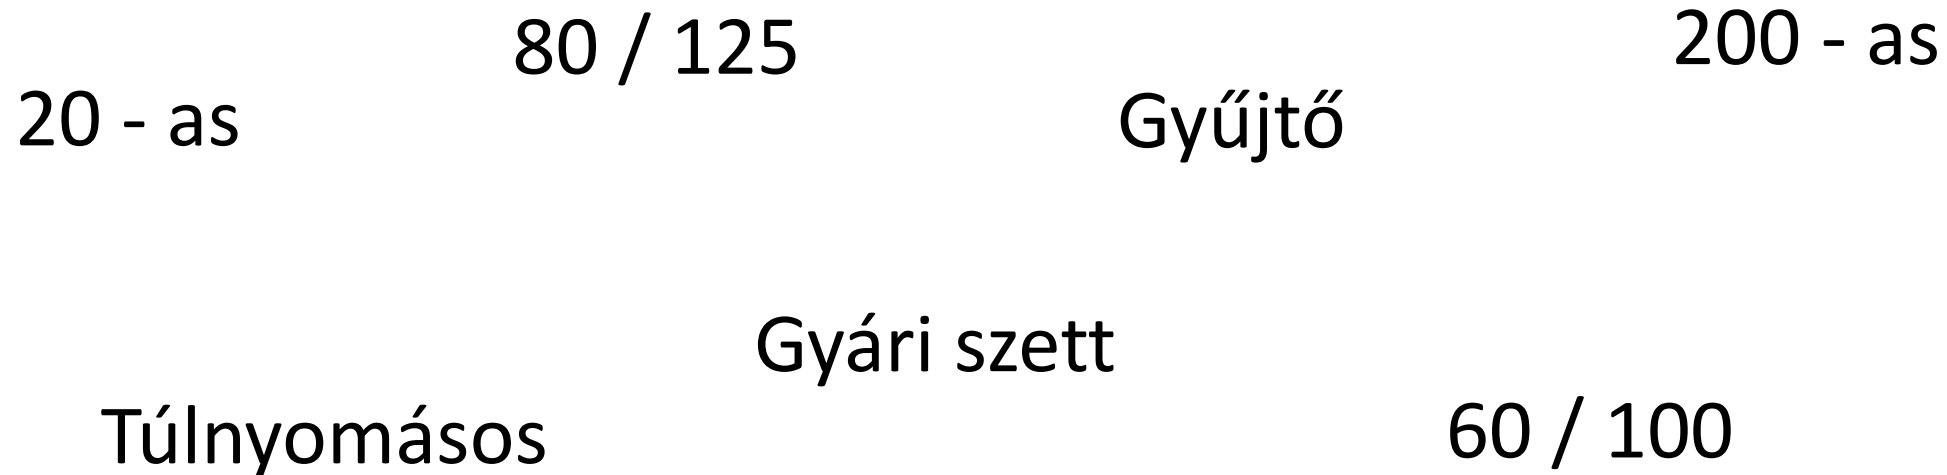 80 / 125
200 - as
20 - as
Gyűjtő
Gyári szett
Túlnyomásos
60 / 100